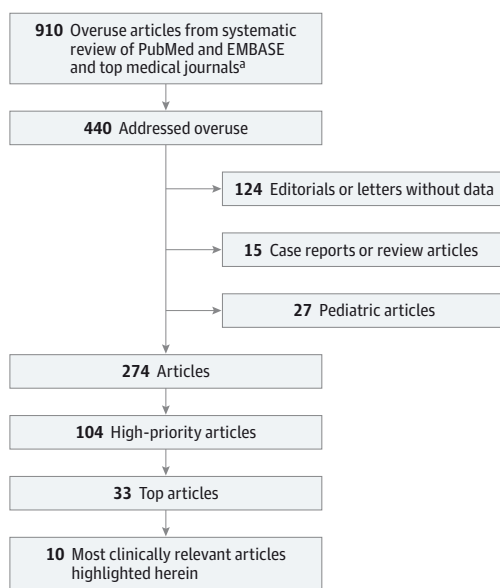 910 Overuse articles from systematic
review of PubMed and EMBASE
and top medical journalsa
440 Addressed overuse
124 Editorials or letters without data
15 Case reports or review articles
27 Pediatric articles
274 Articles
104 High-priority articles
33 Top articles
10 Most clinically relevant articles
highlighted herein